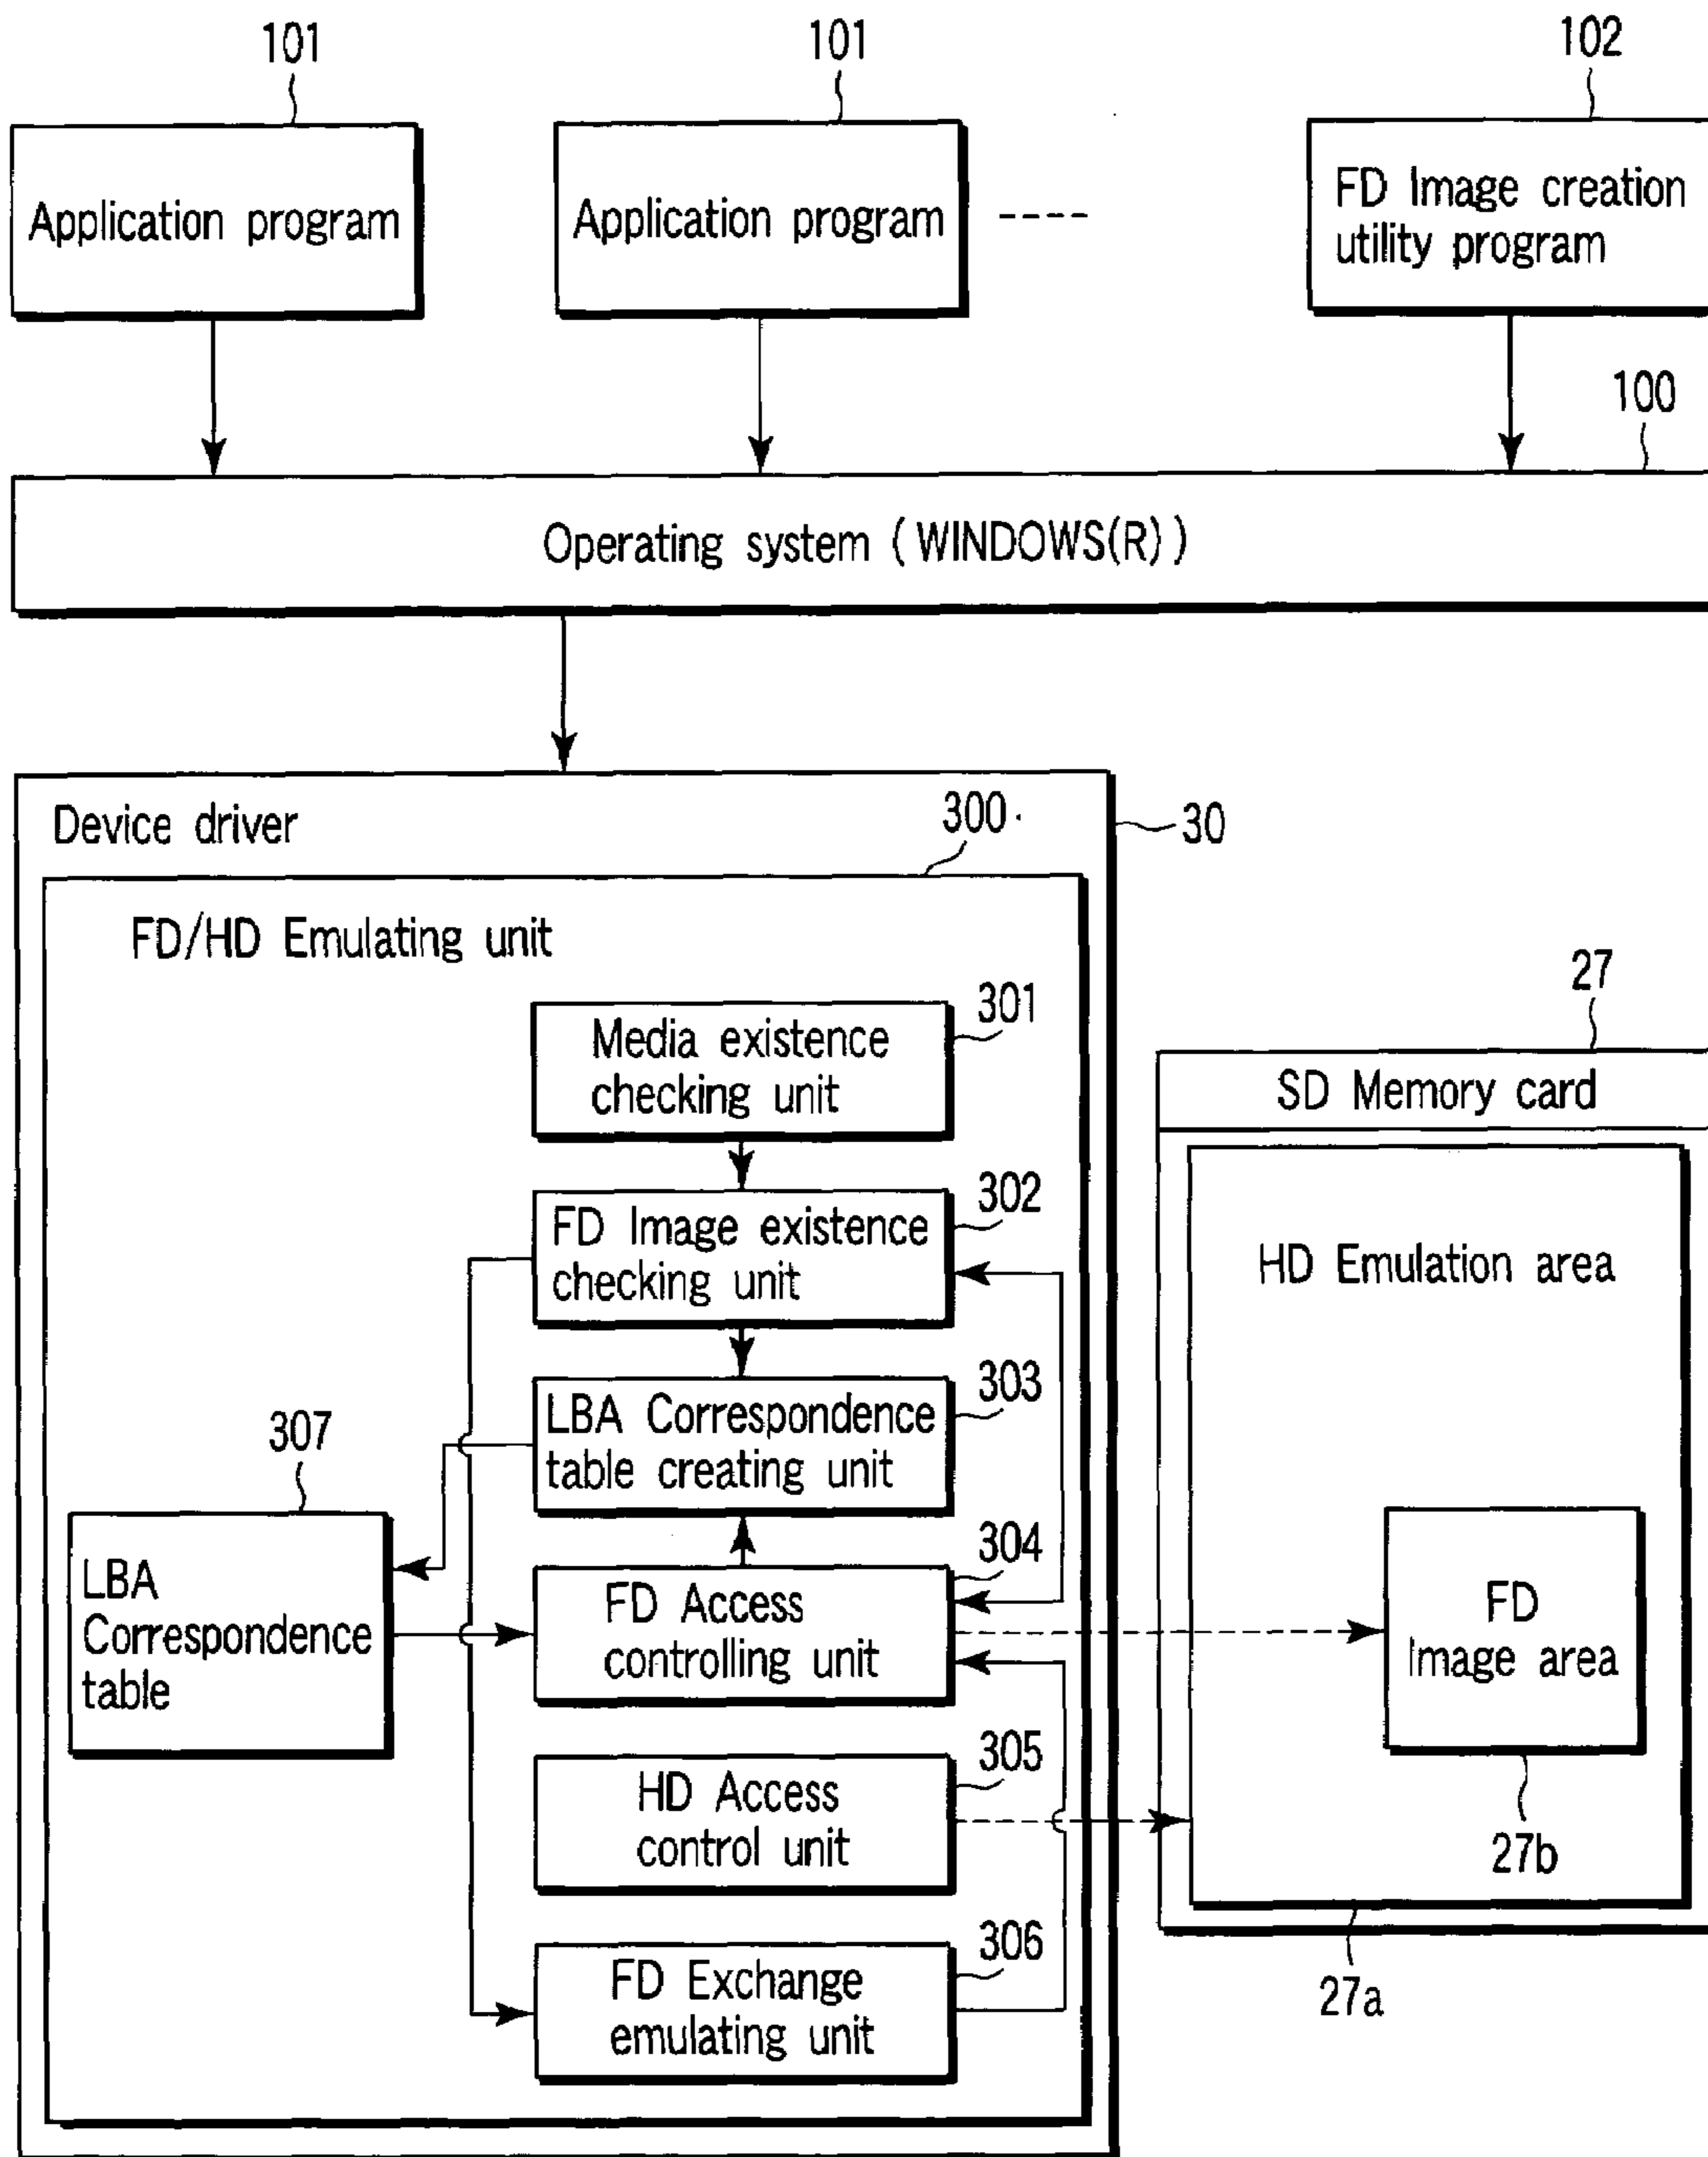 101
101
102
Application program
Application program
FD Image creation
utility program
100
Operating system (WINDOWS(R))
Device driver
300
30
FD/HD Emulating unit
301
Media existence
checking unit
27
SD Memory card
302
FD Image existence
checking unit
HD Emulation area
303
LBA Correspondence
table creating unit
307
LBA
Correspondence
table
304
FD Access
controlling unit
FD
Image area
305
HD Access
control unit
27b
306
FD Exchange
emulating unit
27a